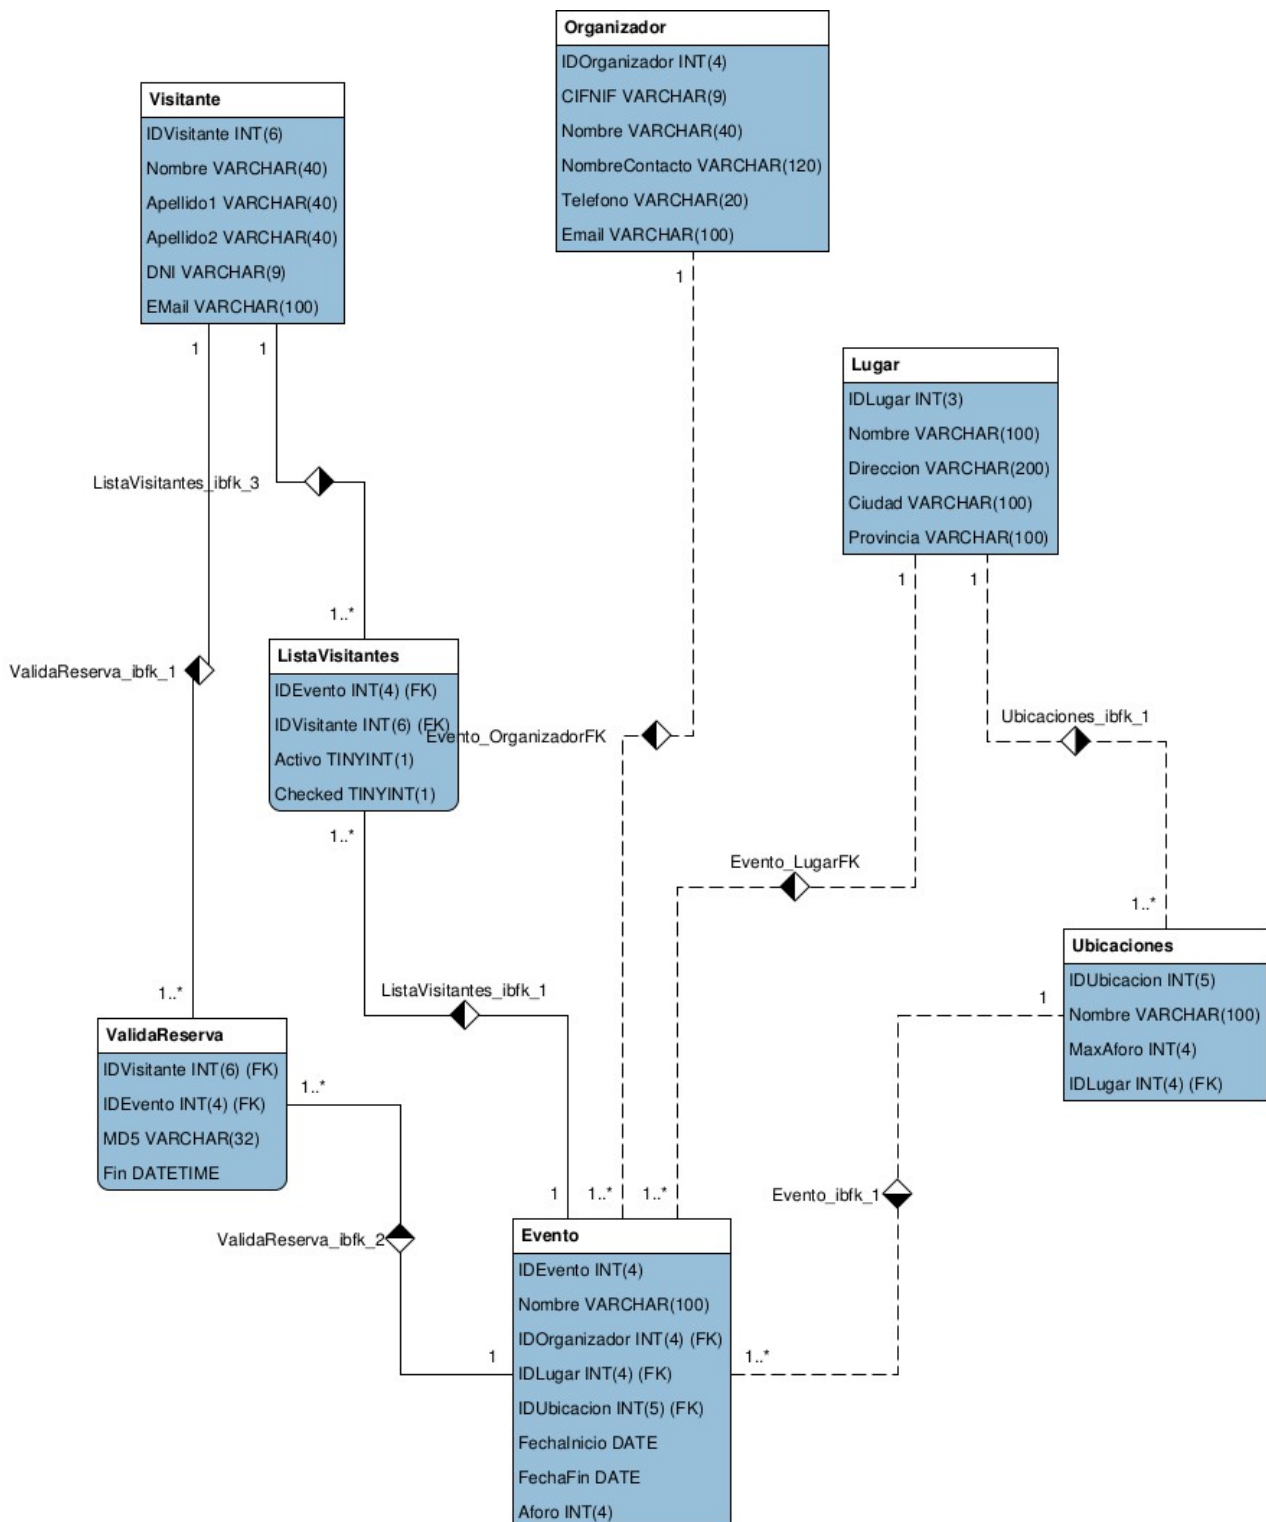 Organizador
IDOrganizador INT(4)
CIFNIF VARCHAR(9)
Nombre VARCHAR(40)
NombreContacto VARCHAR(120)
Telefono VARCHAR(20)
Email VARCHAR(100)
1
Visitante
IDVisitante INT(6)
Nombre VARCHAR(40)
Apellido1 VARCHAR(40)
Apellido2 VARCHAR(40)
DNI VARCHAR(9)
EMail VARCHAR(100)
1
1
Lugar
IDLugar INT(3)
Nombre VARCHAR(100)
Direccion VARCHAR(200)
Ciudad VARCHAR(100)
Provincia VARCHAR(100)
1
1
ListaVisitantes_ibfk_3
1..*
ListaVisitantes
IDEvento INT(4) (FK)
IDVisitante INT(6) (FK)
Activo TINYINT(1)
Checked TINYINT(1)
1..*
ValidaReserva_ibfk_1
Evento_OrganizadorFK
Ubicaciones_ibfk_1
Evento_LugarFK
1..*
Ubicaciones
IDUbicacion INT(5)
Nombre VARCHAR(100)
MaxAforo INT(4)
IDLugar INT(4) (FK)
1
ListaVisitantes_ibfk_1
1..*
ValidaReserva
IDVisitante INT(6) (FK)
IDEvento INT(4) (FK)
MD5 VARCHAR(32)
Fin DATETIME
1..*
ValidaReserva_ibfk_2
Evento_ibfk_1
1
1..*
1..*
Evento
IDEvento INT(4)
Nombre VARCHAR(100)
IDOrganizador INT(4) (FK)
IDLugar INT(4) (FK)
IDUbicacion INT(5) (FK)
FechaInicio DATE
FechaFin DATE
Aforo INT(4)
1
1..*